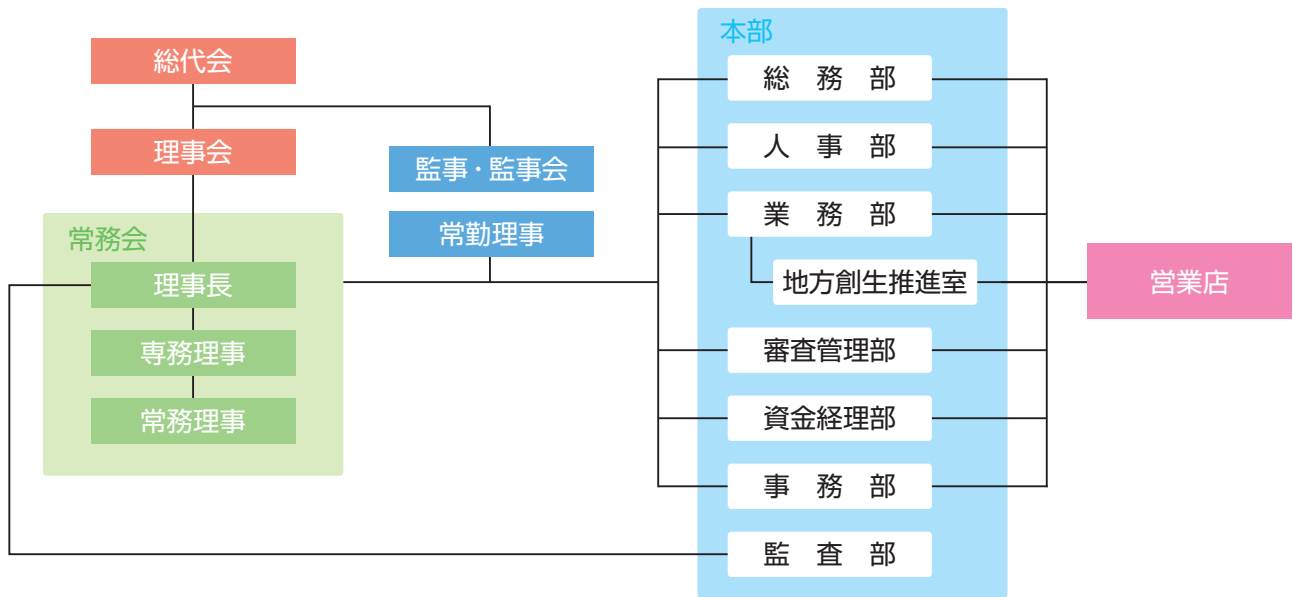 総代会
理事会
監事・監事会
常勤理事
常務会
理事長
専務理事
常務理事
本部
総　務　部
人　事　部
業　務　部
地方創生推進室
審査管理部
資金経理部
事　務　部
監　査　部
営業店